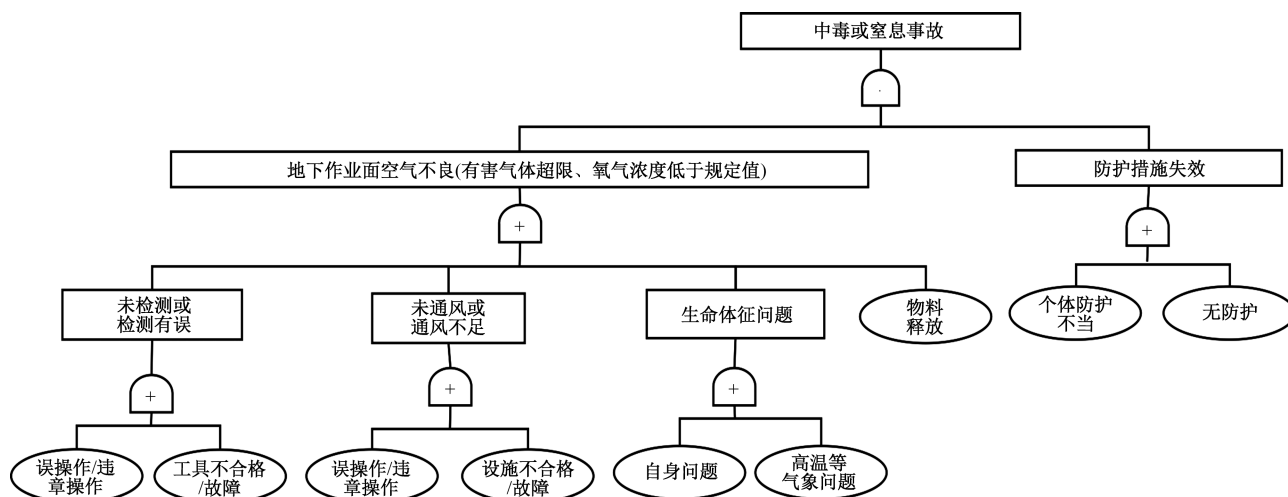 中毒或窒息事故
·
地下作业面空气不良(有害气体超限、氧气浓度低于规定值)
防护措施失效
+
+
未检测或
检测有误
未通风或
通风不足
生命体征问题
物料
释放
个体防护
不当
无防护
+
+
+
误操作/违
章操作
工具不合格
/故障
误操作/违
章操作
设施不合格
/故障
自身问题
高温等
气象问题